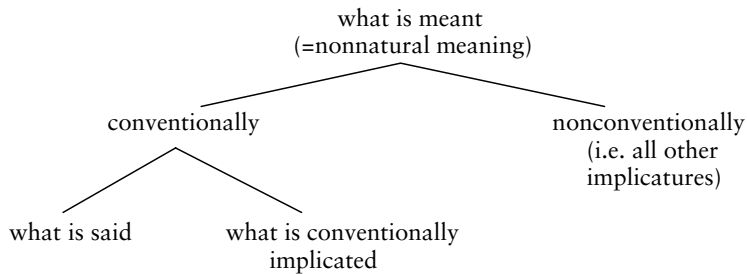 what is meant
(=nonnatural meaning)
conventionally
nonconventionally
(i.e. all other
implicatures)
what is said
what is conventionally
implicated